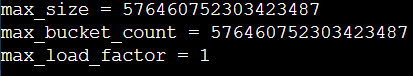 max_size = 576460752303423487
max_bucket_count = 576460752303423487
max_load_factor = 1